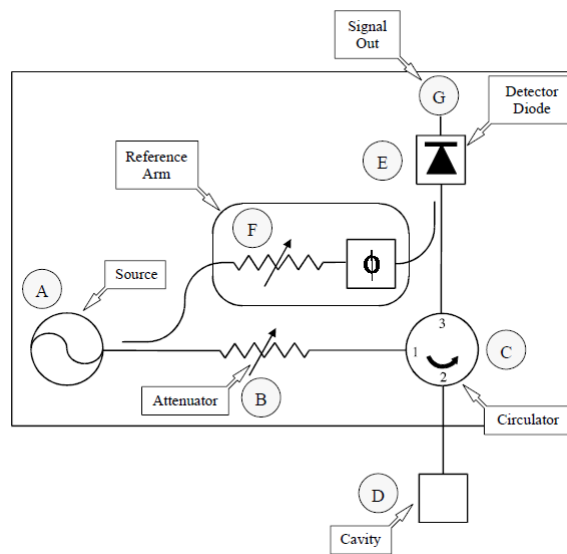 Signal
Out
G
Detector
Diode
Reference
Arm
E
F
ϕ
A
Source
3
1
2
C
Attenuator
B
Circulator
D
Cavity